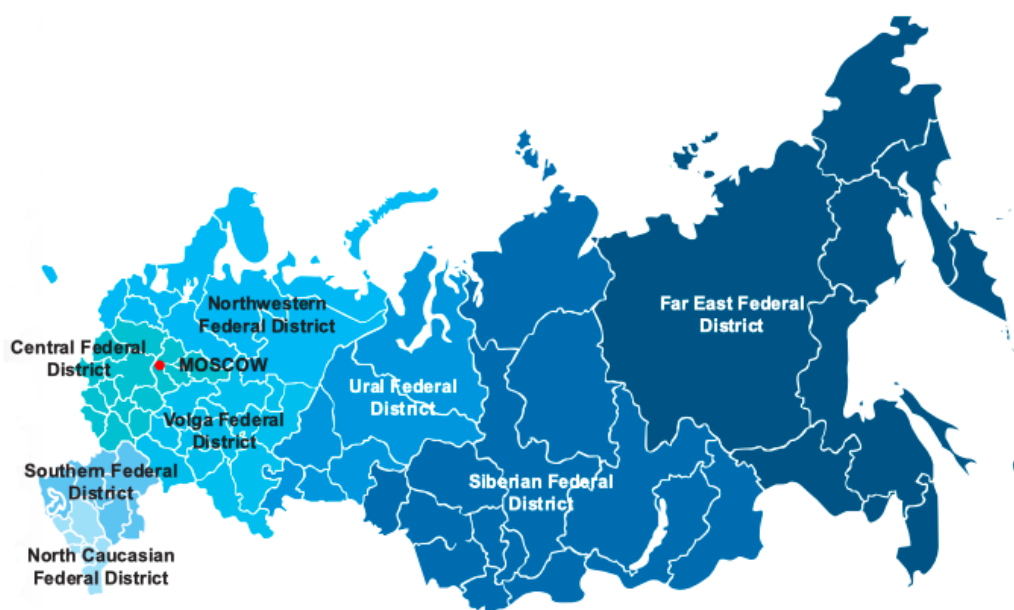 Northwestern
Federal District
Far East Federal
District
Central Federal
District
MOSCOW
Ural Federal
District
Volga Federal
District
Southern Federal
District
Siberian Federal
District
North Caucasian
Federal District